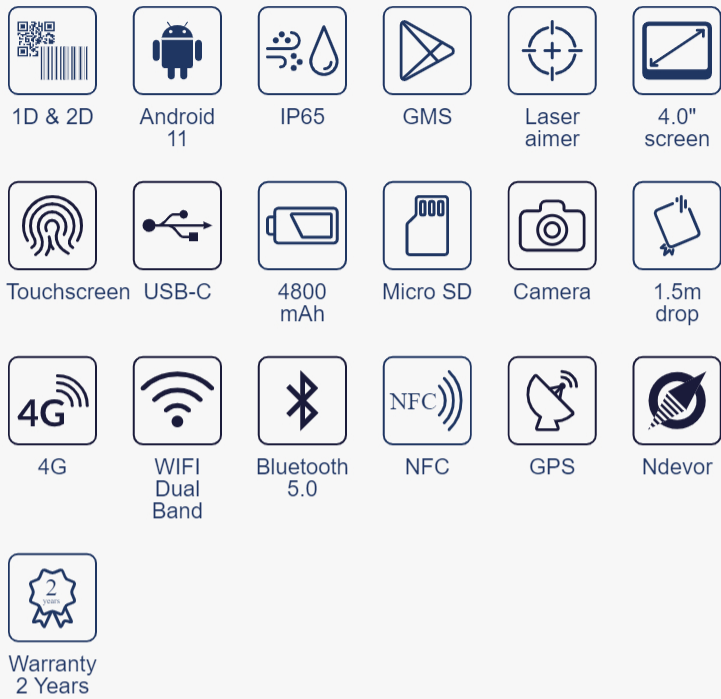 1D & 2D
Android
11
IP65
GMS
Laser
aimer
4.0"
screen
Touchscreen
USB-C
4800
mAh
Micro SD
Camera
1.5m
drop
4G
4G
WIFI
Dual
Band
Bluetooth
5.0
NFC
NFC
GPS
Ndevor
2
years
Warranty
2 Years